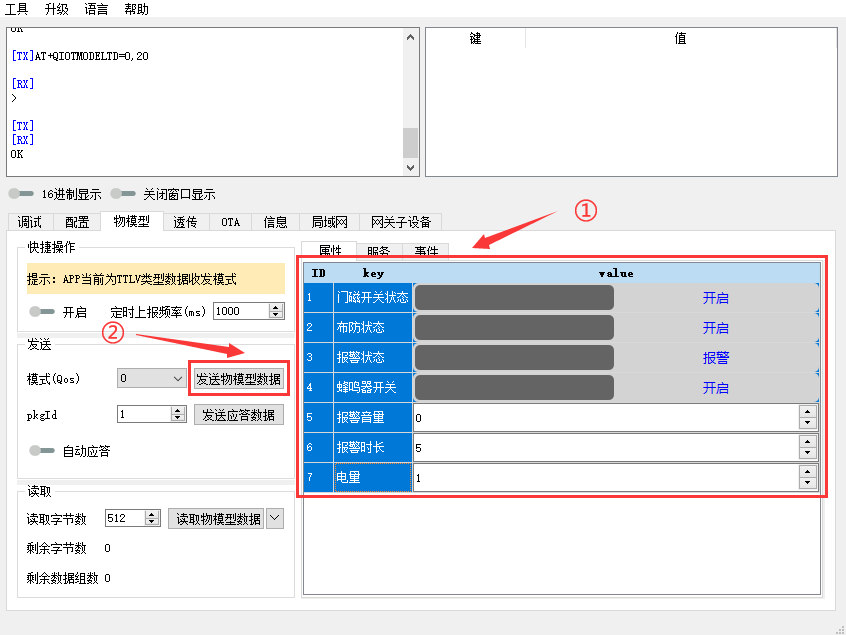 工具 升级 语言 帮助
OK
[TX]AT+QIOTMODELTD=0,20
[RX]
>
[TX]
[RX]
OK
键 值
16进制显示 关闭窗口显示
调试 配置 物模型 透传 OTA 信息 局域网 网关子设备
快捷操作
提示: APP当前为TTLV类型数据收发模式
开启 定时上报频率(ms) 1000
②
发送
模式(Qos) 0 发送物模型数据
pkgId 1 发送应答数据
自动应答
读取
读取字节数 512 读取物模型数据
剩余字节数 0
剩余数据组数 0
①
属性 服务 事件
ID key value
1 门磁开关状态 开启
2 布防状态 开启
3 报警状态 报警
4 蜂鸣器开关 开启
5 报警音量 0
6 报警时长 5
7 电量 1